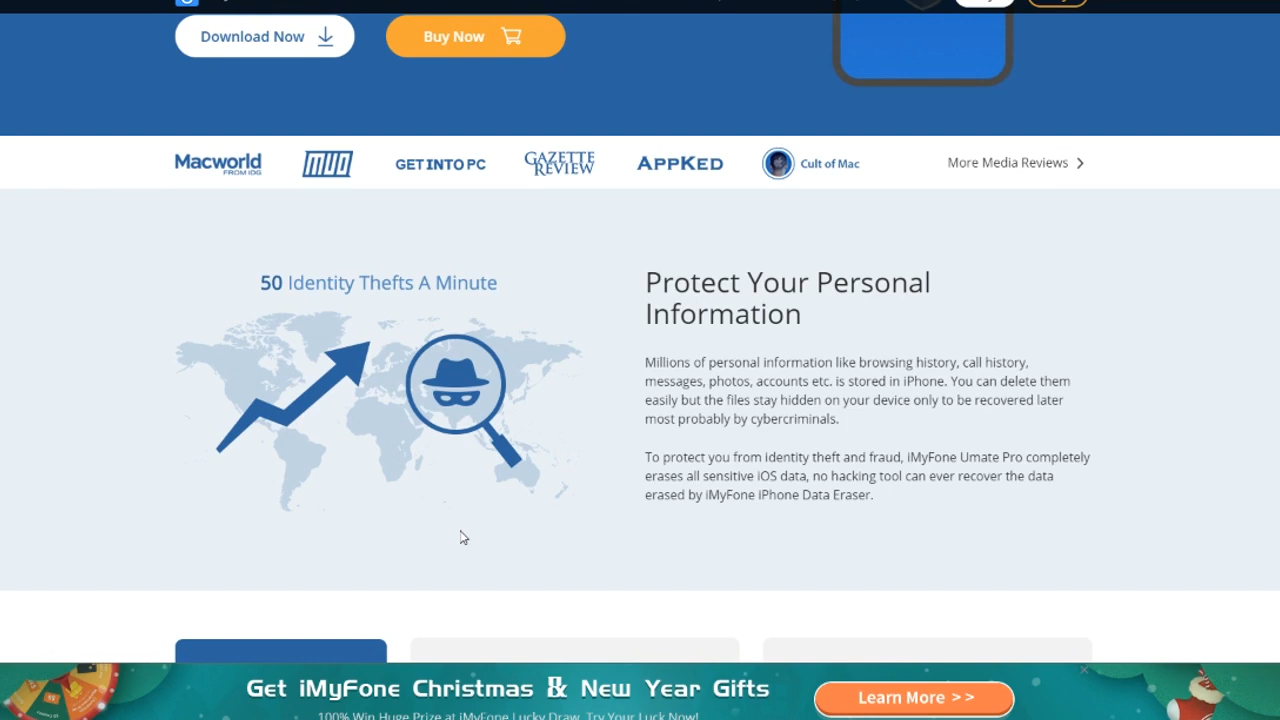 Download Now
Buy Now
Macworld
FROM IDG
MUO
GET INTO PC
GAZETTE
REVIEW
APPKED
Cult of Mac
More Media Reviews
50 Identity Thefts A Minute
Protect Your Personal
Information
Millions of personal information like browsing history, call history,
messages, photos, accounts etc. is stored in iPhone. You can delete them
easily but the files stay hidden on your device only to be recovered later
most probably by cybercriminals.
To protect you from identity theft and fraud, iMyFone Umate Pro completely
erases all sensitive iOS data, no hacking tool can ever recover the data
erased by iMyFone iPhone Data Eraser.
Get iMyFone Christmas & New Year Gifts
100% Win Huge Prize at iMyFone Lucky Draw. Try Your Luck Now!
Learn More >>